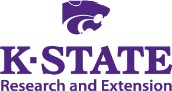 K-STATE
Research and Extension